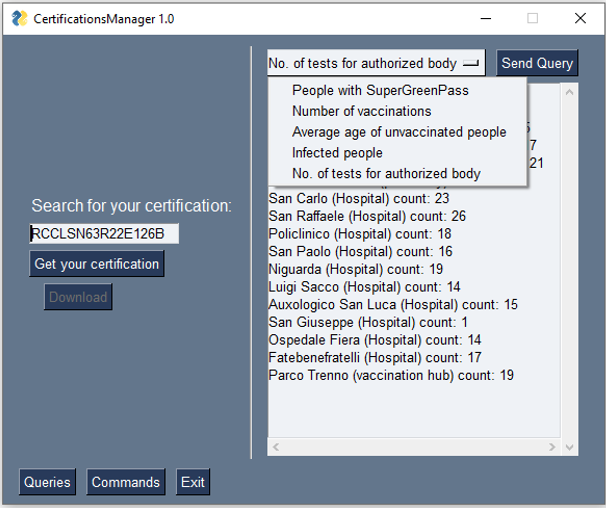 CertificationsManager 1.0
Search for your certification:
RCCLSN63R22E126B
Get your certification
Download
Queries
Commands
Exit
No. of tests for authorized body
Send Query
People with SuperGreenPass
Number of vaccinations
Average age of unvaccinated people
Infected people
No. of tests for authorized body
7
21
San Carlo (Hospital) count: 23
San Raffaele (Hospital) count: 26
Policlinico (Hospital) count: 18
San Paolo (Hospital) count: 16
Niguarda (Hospital) count: 19
Luigi Sacco (Hospital) count: 14
Auxologico San Luca (Hospital) count: 15
San Giuseppe (Hospital) count: 1
Ospedale Fiera (Hospital) count: 14
Fatebenefratelli (Hospital) count: 17
Parco Trenno (vaccination hub) count: 19